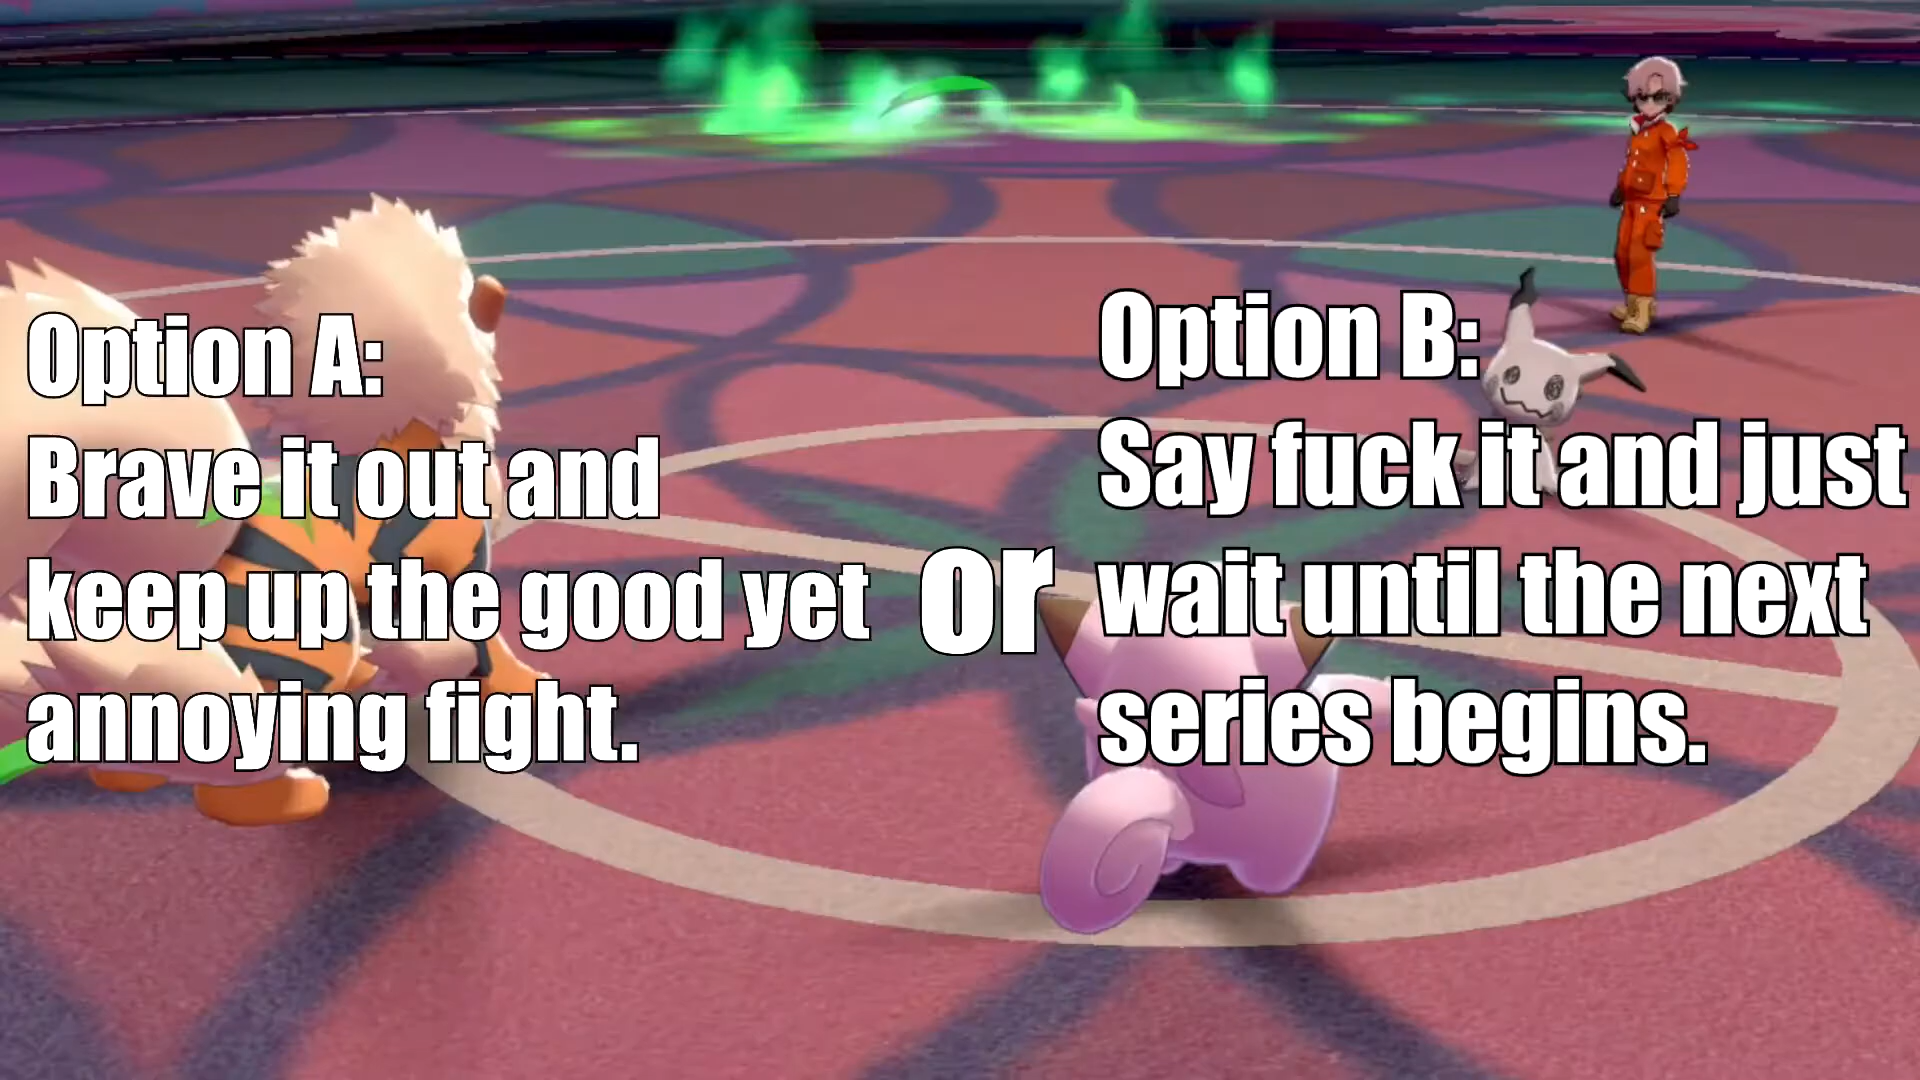 Option A:
Brave it out and
keep up the good yet
annoying fight.
or
Option B:
Say fuck it and just
wait until the next
series begins.